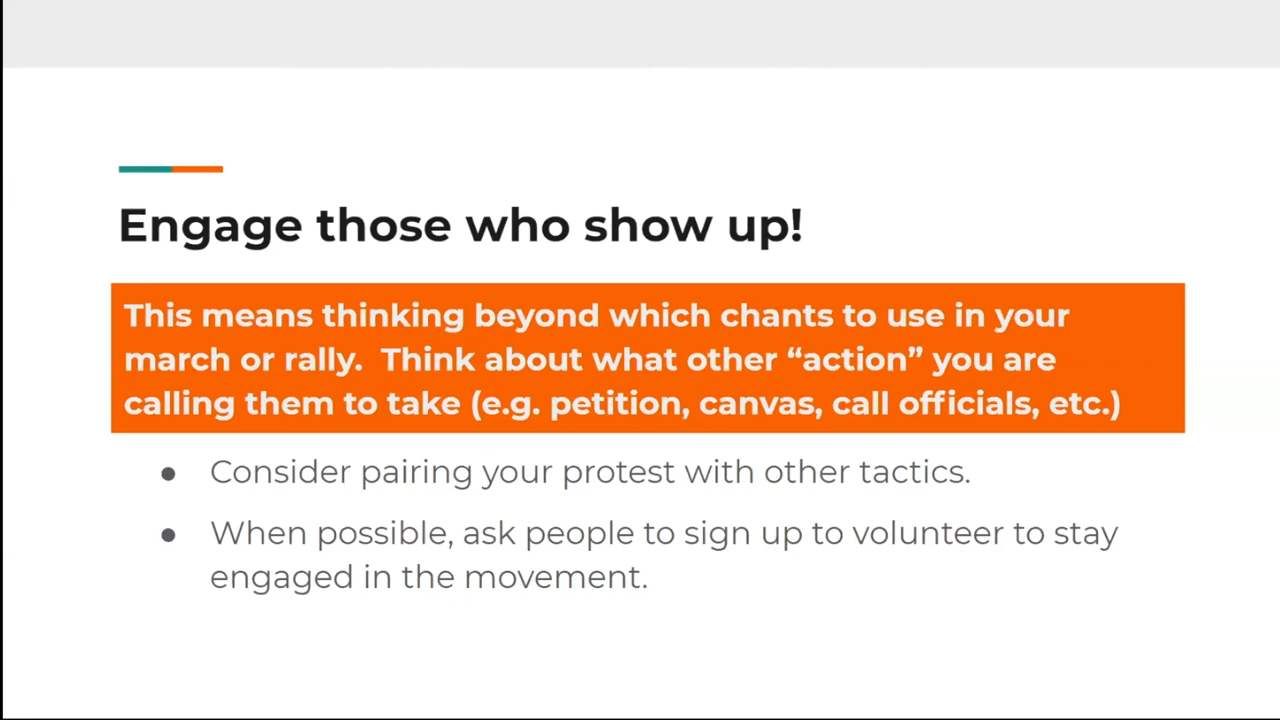 Engage those who show up!
This means thinking beyond which chants to use in your
march or rally.  Think about what other “action” you are
calling them to take (e.g. petition, canvas, call officials, etc.)
● Consider pairing your protest with other tactics.
● When possible, ask people to sign up to volunteer to stay
engaged in the movement.